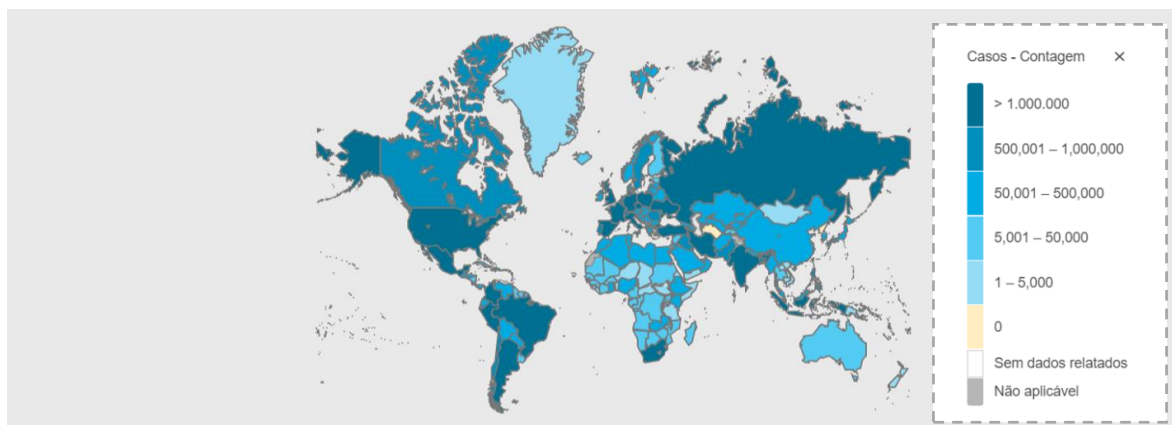 Casos - Contagem ×
> 1.000.000
500,001 – 1,000,000
50,001 – 500,000
5,001 – 50,000
1 – 5,000
0
Sem dados relatados
Não aplicável